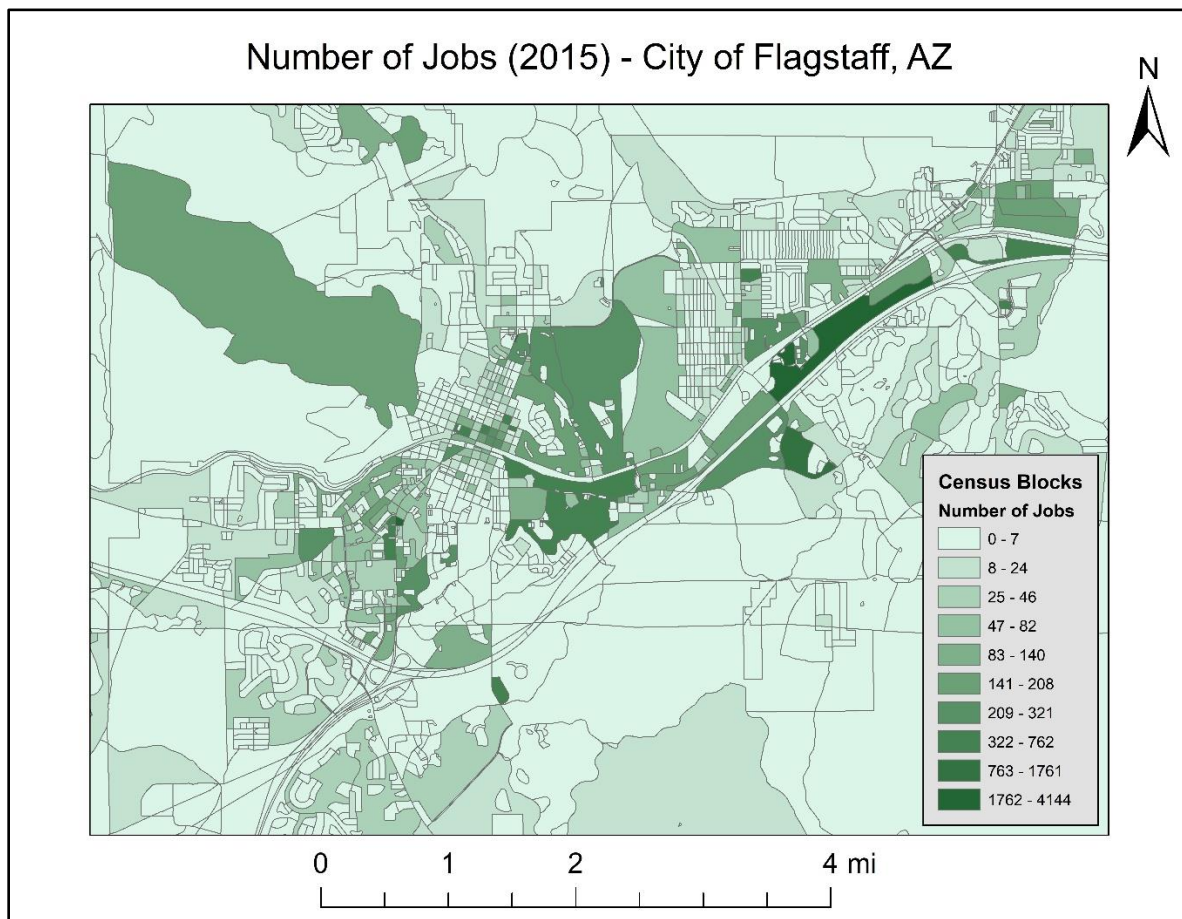 Number of Jobs (2015) - City of Flagstaff, AZ
N
Census Blocks
Number of Jobs
0 - 7
8 - 24
25 - 46
47 - 82
83 - 140
141 - 208
209 - 321
322 - 762
763 - 1761
1762 - 4144
0 1 2 4 mi